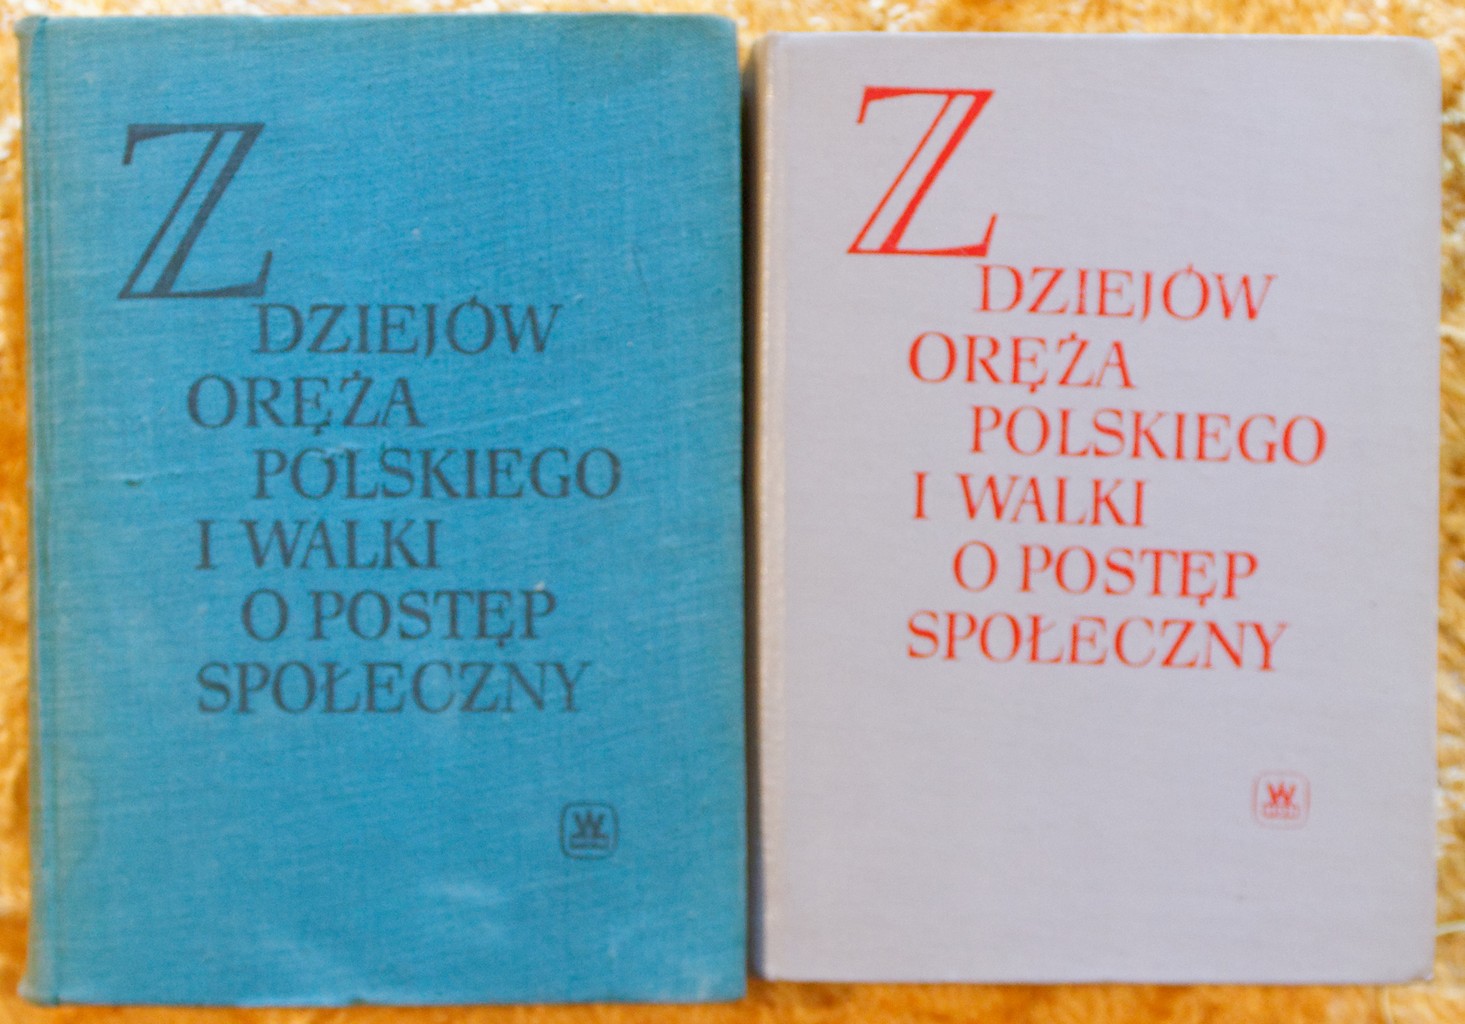 Z
DZIEJÓW
ORĘŻA
POLSKIEGO
I WALKI
O POSTĘP
SPOŁECZNY
Z
DZIEJÓW
ORĘŻA
POLSKIEGO
I WALKI
O POSTĘP
SPOŁECZNY